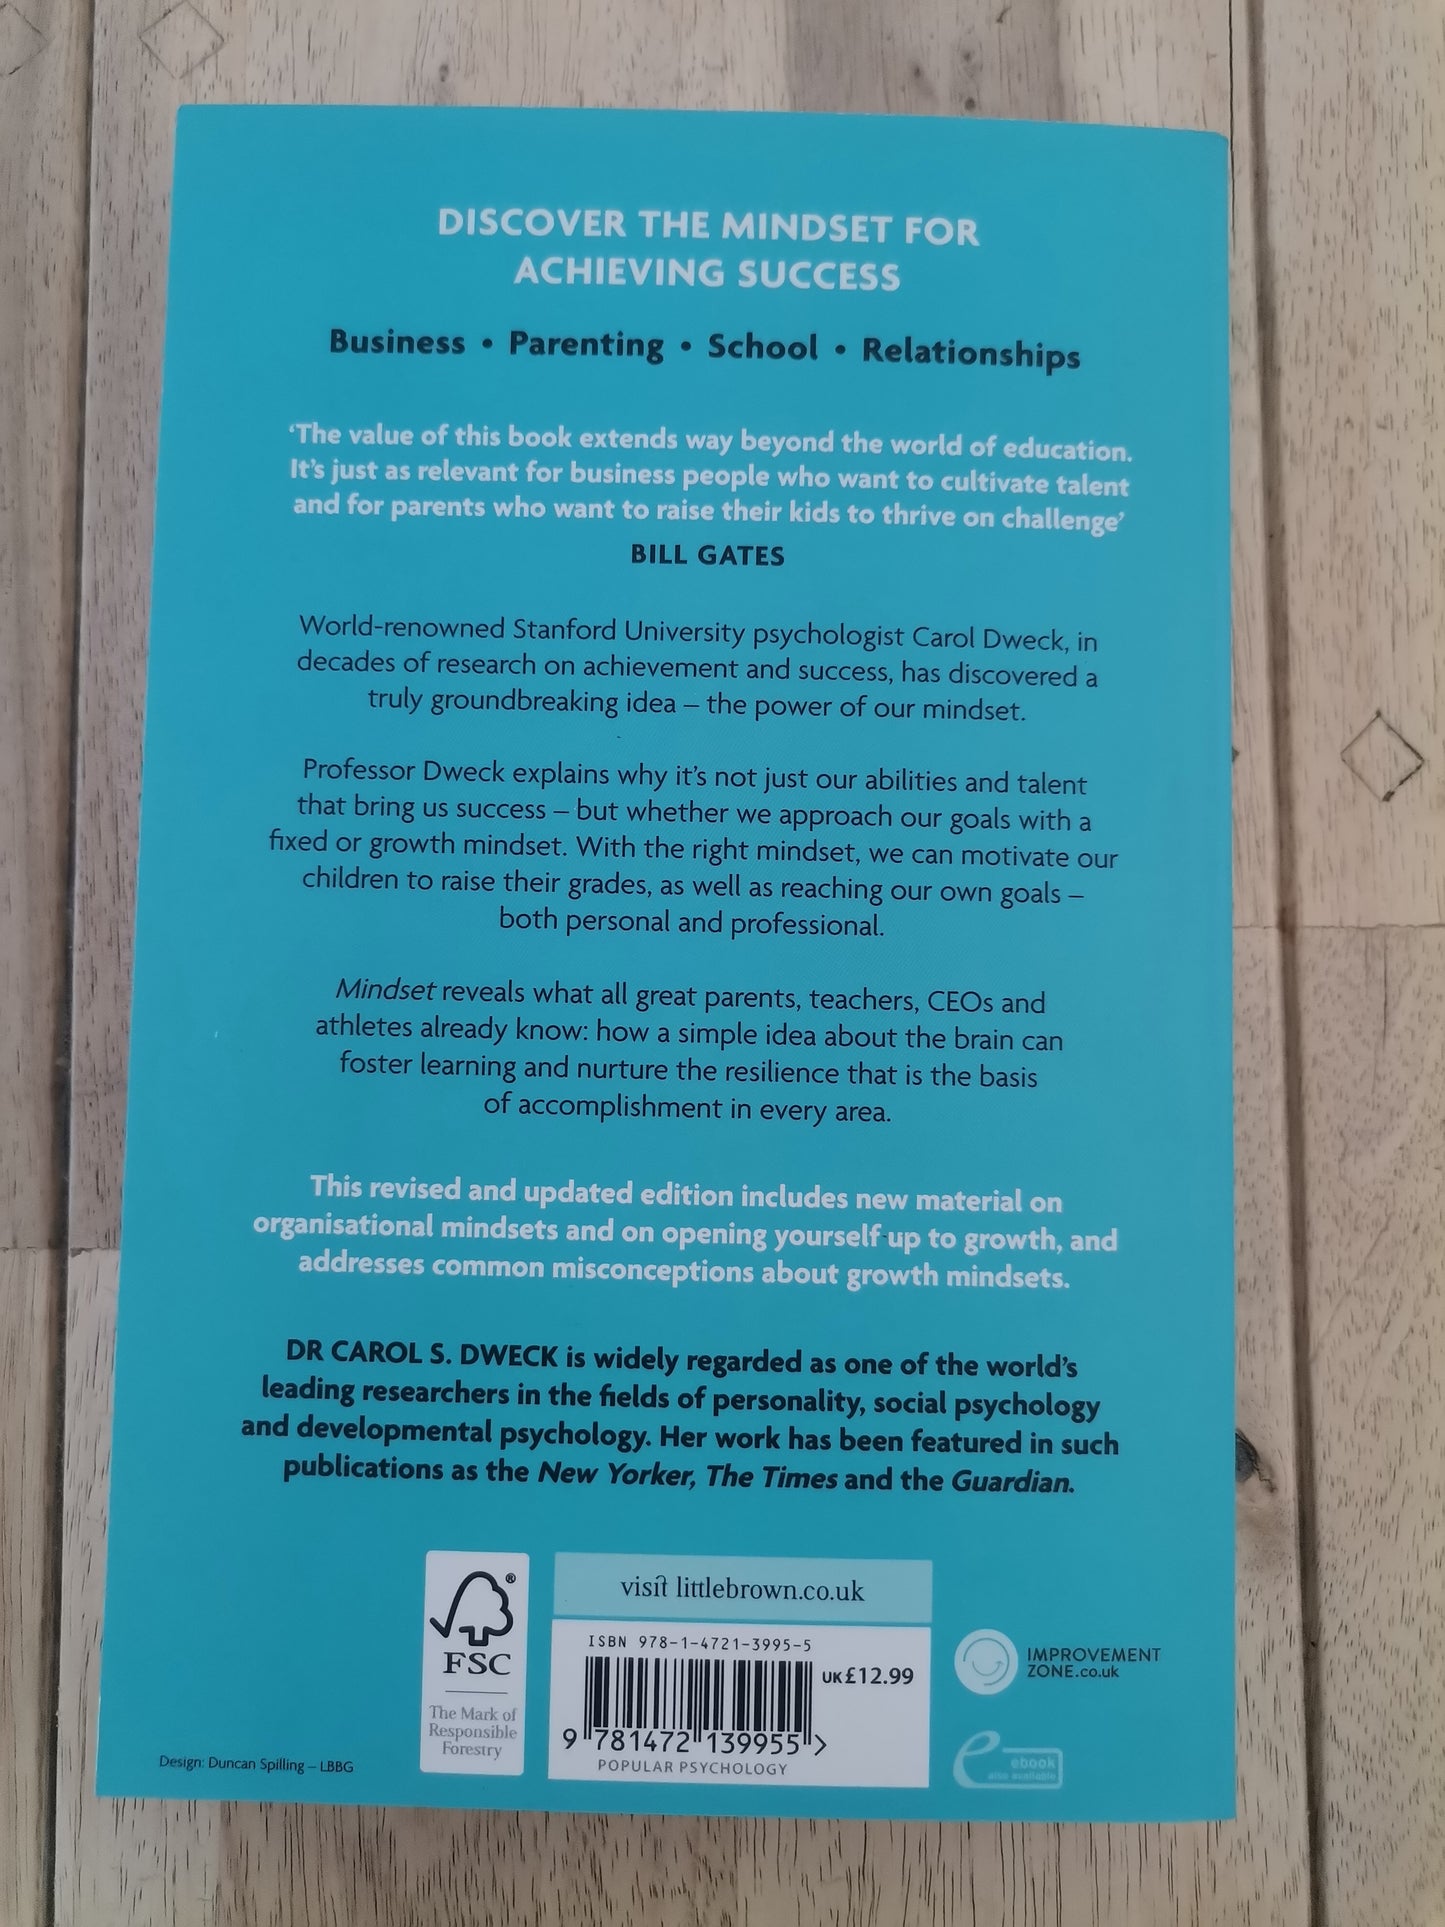 DISCOVER THE MINDSET FOR
ACHIEVING SUCCESS
Business • Parenting • School • Relationships
‘The value of this book extends way beyond the world of education.
It’s just as relevant for business people who want to cultivate talent
and for parents who want to raise their kids to thrive on challenge’
BILL GATES
World-renowned Stanford University psychologist Carol Dweck, in
decades of research on achievement and success, has discovered a
truly groundbreaking idea – the power of our mindset.
Professor Dweck explains why it’s not just our abilities and talent
that bring us success – but whether we approach our goals with a
fixed or growth mindset. With the right mindset, we can motivate our
children to raise their grades, as well as reaching our own goals –
both personal and professional.
Mindset reveals what all great parents, teachers, CEOs and
athletes already know: how a simple idea about the brain can
foster learning and nurture the resilience that is the basis
of accomplishment in every area.
This revised and updated edition includes new material on
organisational mindsets and on opening yourself up to growth, and
addresses common misconceptions about growth mindsets.
DR CAROL S. DWECK is widely regarded as one of the world’s
leading researchers in the fields of personality, social psychology
and developmental psychology. Her work has been featured in such
publications as the New Yorker, The Times and the Guardian.
®
FSC
The Mark of
Responsible
Forestry
visit littlebrown.co.uk
ISBN 978-1-4721-3995-5
UK£12.99
9 781472 139955 >
POPULAR PSYCHOLOGY
IMPROVEMENT
ZONE.co.uk
e
ebook
also available
Design: Duncan Spilling – LBBG